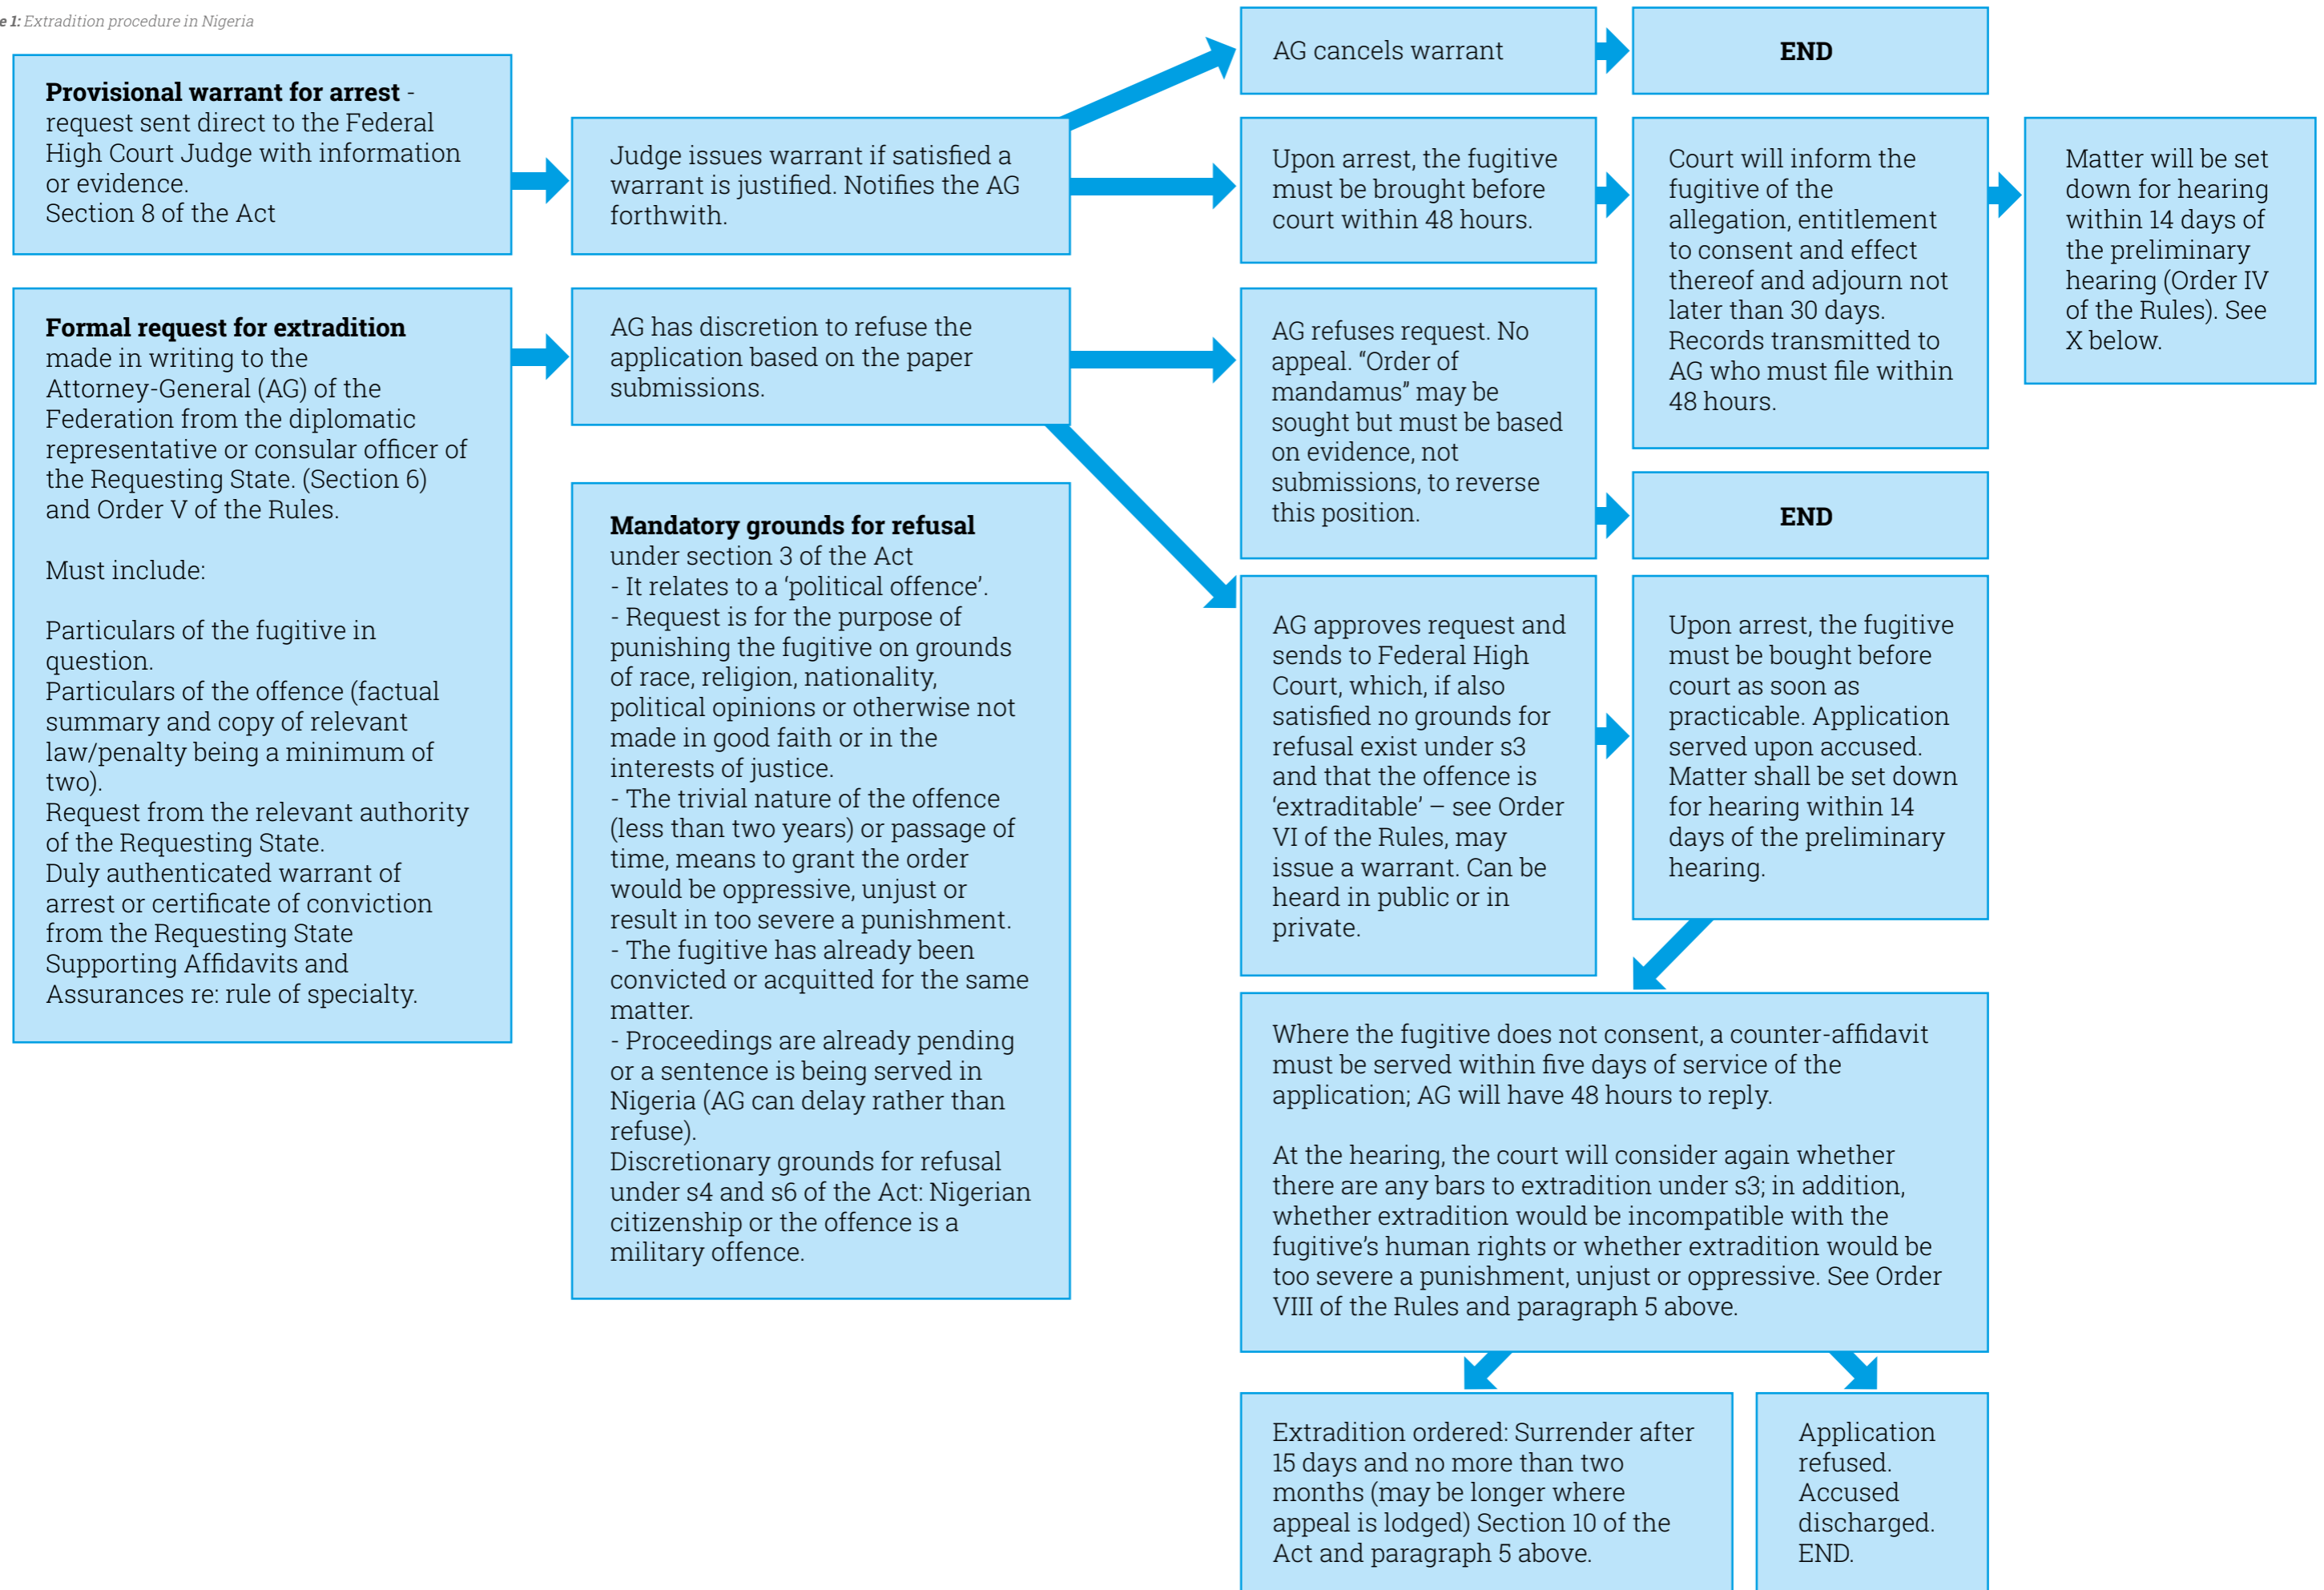 e 1: Extradition procedure in Nigeria
Provisional warrant for arrest -
request sent direct to the Federal
High Court Judge with information
or evidence.
Section 8 of the Act
Judge issues warrant if satisfied a
warrant is justified. Notifies the AG
forthwith.
AG cancels warrant
END
Upon arrest, the fugitive
must be brought before
court within 48 hours.
Court will inform the
fugitive of the
allegation, entitlement
to consent and effect
thereof and adjourn not
later than 30 days.
Records transmitted to
AG who must file within
48 hours.
Matter will be set
down for hearing
within 14 days of
the preliminary
hearing (Order IV
of the Rules). See
X below.
Formal request for extradition
made in writing to the
Attorney-General (AG) of the
Federation from the diplomatic
representative or consular officer of
the Requesting State. (Section 6)
and Order V of the Rules.
Must include:
Particulars of the fugitive in
question.
Particulars of the offence (factual
summary and copy of relevant
law/penalty being a minimum of
two).
Request from the relevant authority
of the Requesting State.
Duly authenticated warrant of
arrest or certificate of conviction
from the Requesting State
Supporting Affidavits and
Assurances re: rule of specialty.
AG has discretion to refuse the
application based on the paper
submissions.
Mandatory grounds for refusal
under section 3 of the Act
- It relates to a ‘political offence’.
- Request is for the purpose of
punishing the fugitive on grounds
of race, religion, nationality,
political opinions or otherwise not
made in good faith or in the
interests of justice.
- The trivial nature of the offence
(less than two years) or passage of
time, means to grant the order
would be oppressive, unjust or
result in too severe a punishment.
- The fugitive has already been
convicted or acquitted for the same
matter.
- Proceedings are already pending
or a sentence is being served in
Nigeria (AG can delay rather than
refuse).
Discretionary grounds for refusal
under s4 and s6 of the Act: Nigerian
citizenship or the offence is a
military offence.
AG refuses request. No
appeal. “Order of
mandamus” may be
sought but must be based
on evidence, not
submissions, to reverse
this position.
END
AG approves request and
sends to Federal High
Court, which, if also
satisfied no grounds for
refusal exist under s3
and that the offence is
‘extraditable’ – see Order
VI of the Rules, may
issue a warrant. Can be
heard in public or in
private.
Upon arrest, the fugitive
must be bought before
court as soon as
practicable. Application
served upon accused.
Matter shall be set down
for hearing within 14
days of the preliminary
hearing.
Where the fugitive does not consent, a counter-affidavit
must be served within five days of service of the
application; AG will have 48 hours to reply.
At the hearing, the court will consider again whether
there are any bars to extradition under s3; in addition,
whether extradition would be incompatible with the
fugitive’s human rights or whether extradition would be
too severe a punishment, unjust or oppressive. See Order
VIII of the Rules and paragraph 5 above.
Extradition ordered: Surrender after
15 days and no more than two
months (may be longer where
appeal is lodged) Section 10 of the
Act and paragraph 5 above.
Application
refused.
Accused
discharged.
END.